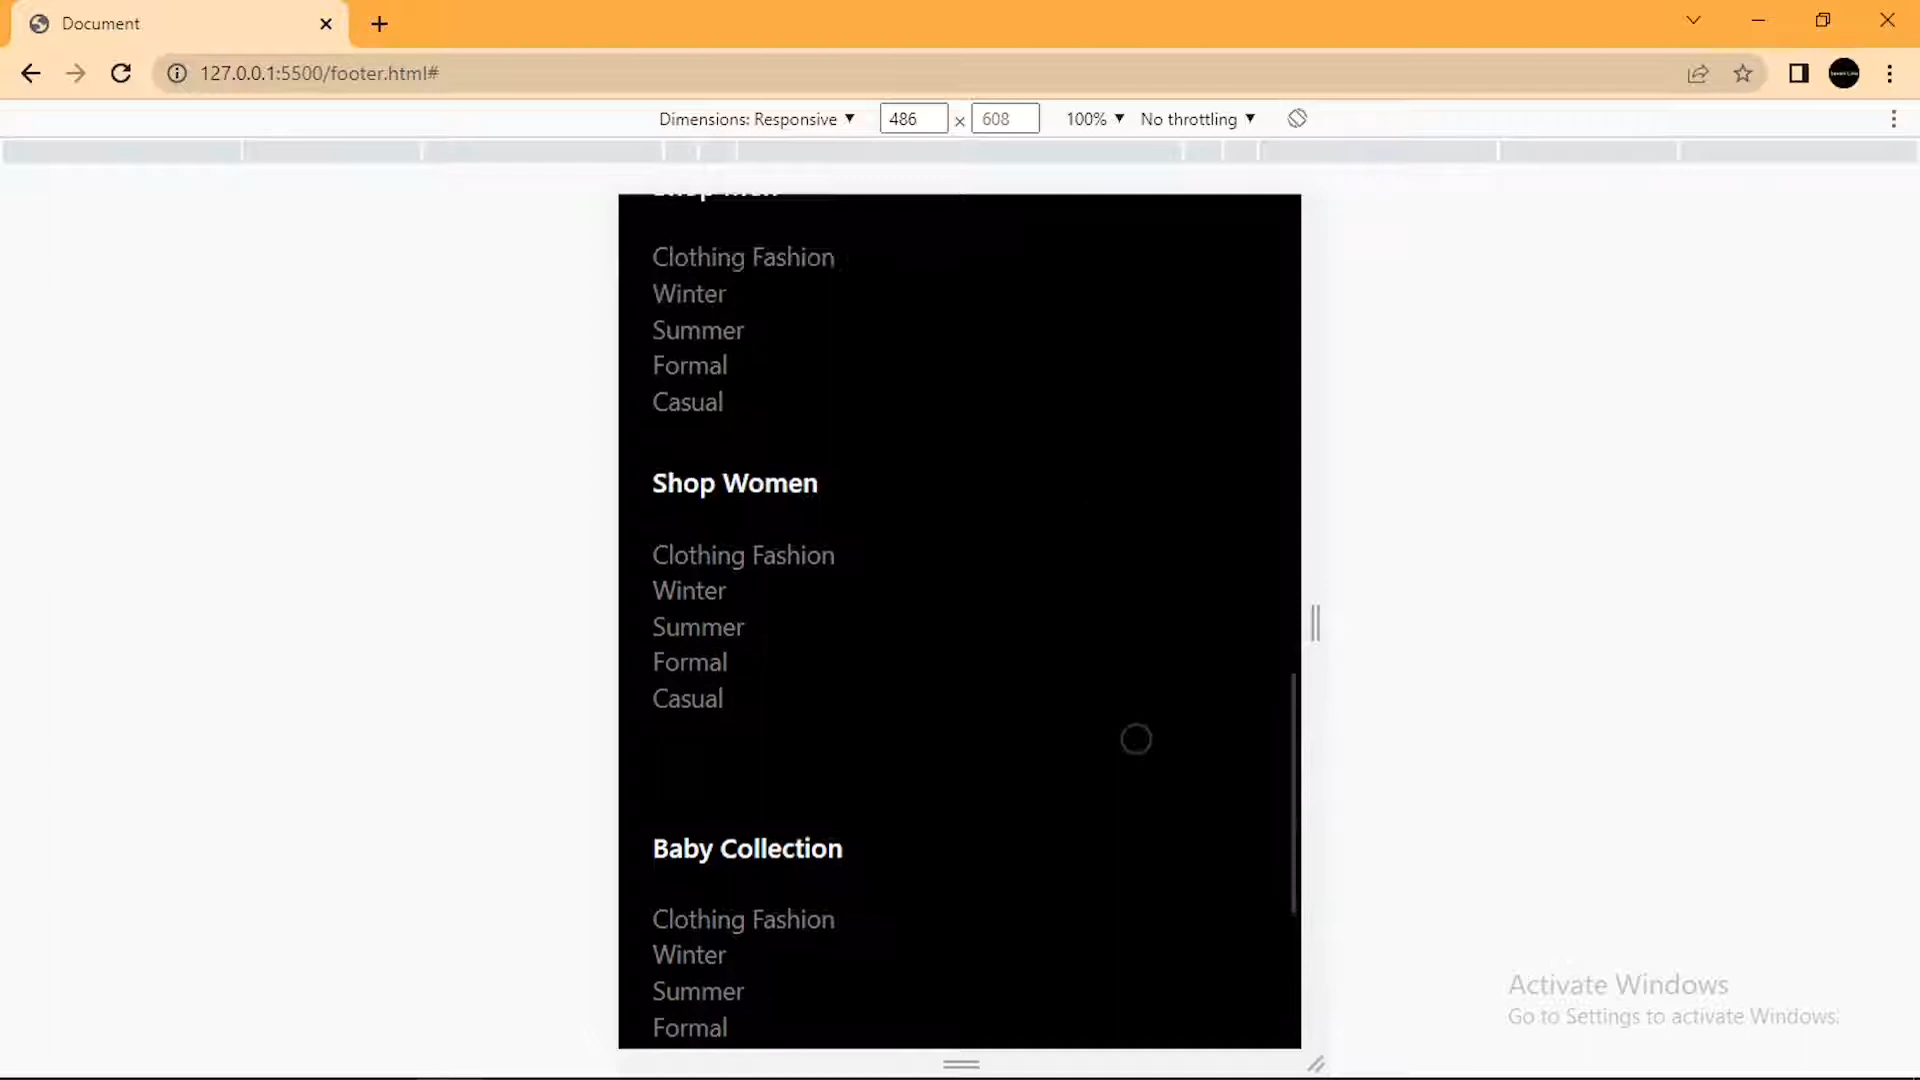 Document
127.0.0.1:5500/footer.html#
Dimensions: Responsive ▼ 486 × 608 100% ▼ No throttling ▼
Clothing Fashion
Winter
Summer
Formal
Casual
Shop Women
Clothing Fashion
Winter
Summer
Formal
Casual
Baby Collection
Clothing Fashion
Winter
Summer
Formal
Activate Windows
Go to Settings to activate Windows.